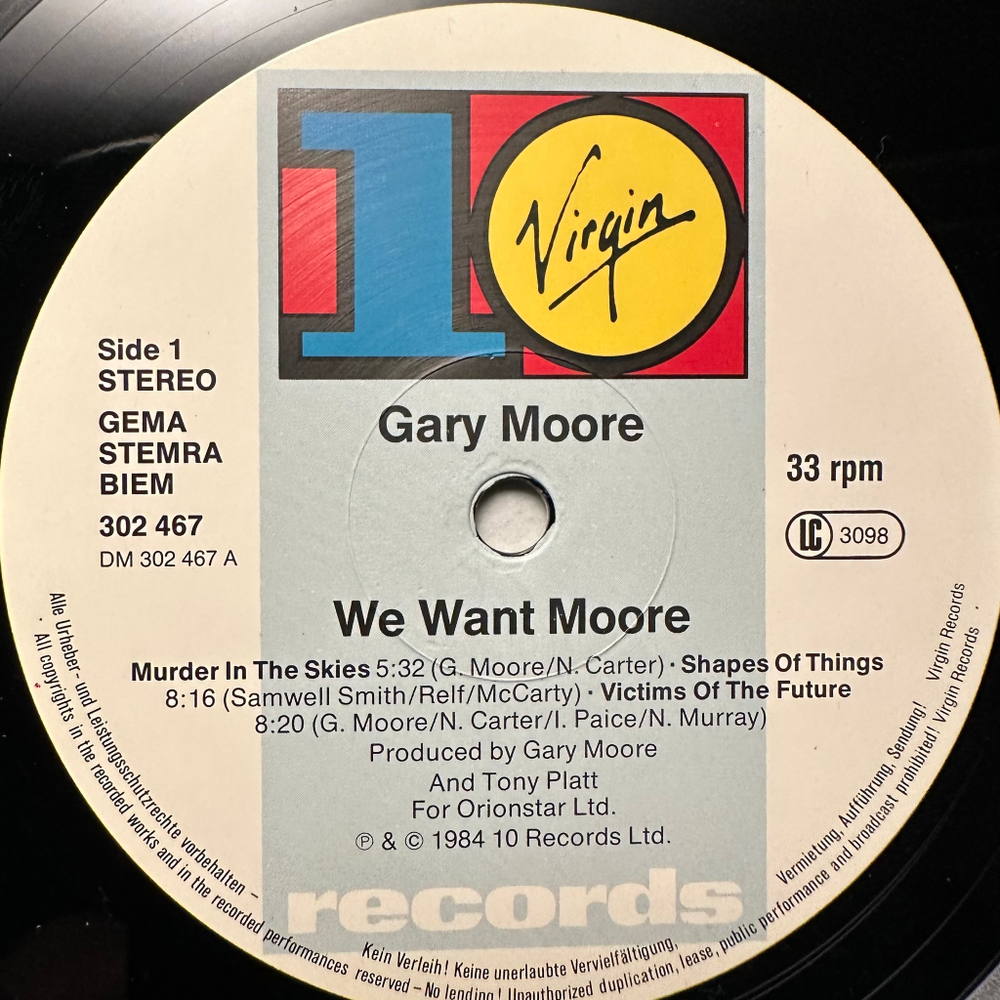 10
Virgin
Side 1
STEREO
GEMA
STEMRA
BIEM
302 467
DM 302 467 A
Gary Moore
33 rpm
LC 3098
We Want Moore
Murder In The Skies 5:32 (G. Moore/N. Carter) · Shapes Of Things
8:16 (Samwell Smith/Relf/McCarty) · Victims Of The Future
8:20 (G. Moore/N. Carter/I. Paice/N. Murray)
Produced by Gary Moore
And Tony Platt
For Orionstar Ltd.
℗ & © 1984 10 Records Ltd.
records
Alle Urheber- und Leistungsschutzrechte vorbehalten – Kein Verleih! Keine unerlaubte Vervielfältigung, Vermietung, Aufführung, Sendung! Virgin Records
· All copyrights in the recorded works and in the recorded performances reserved – No lending! Unauthorized duplication, lease, public performance and broadcast prohibited! Virgin Records ·